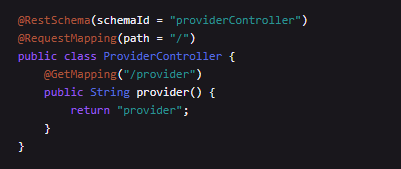 @RestSchema(schemaId = "providerController")
@RequestMapping(path = "/")
public class ProviderController {
    @GetMapping("/provider")
    public String provider() {
        return "provider";
    }
}